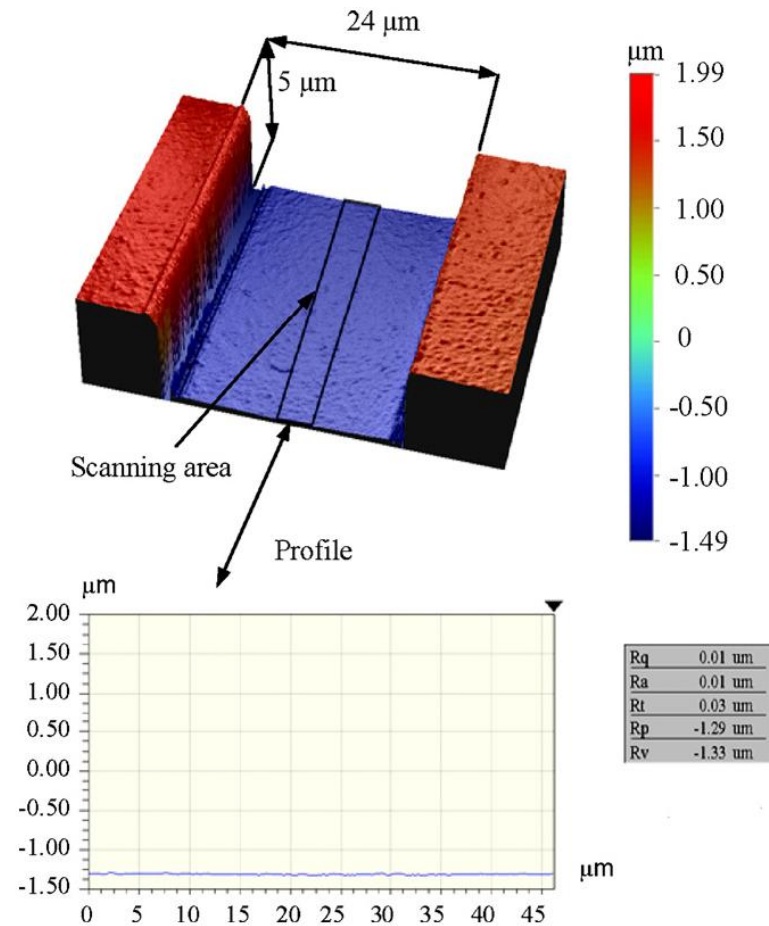 24 μm
5 μm
μm
1.99
1.50
1.00
0.50
0
-0.50
-1.00
-1.49
Scanning area
Profile
μm
2.00
1.50
1.00
0.50
0.00
-0.50
-1.00
-1.50
0 5 10 15 20 25 30 35 40 45
μm
Rq 0.01 um
Ra 0.01 um
Rt 0.03 um
Rp -1.29 um
Rv -1.33 um